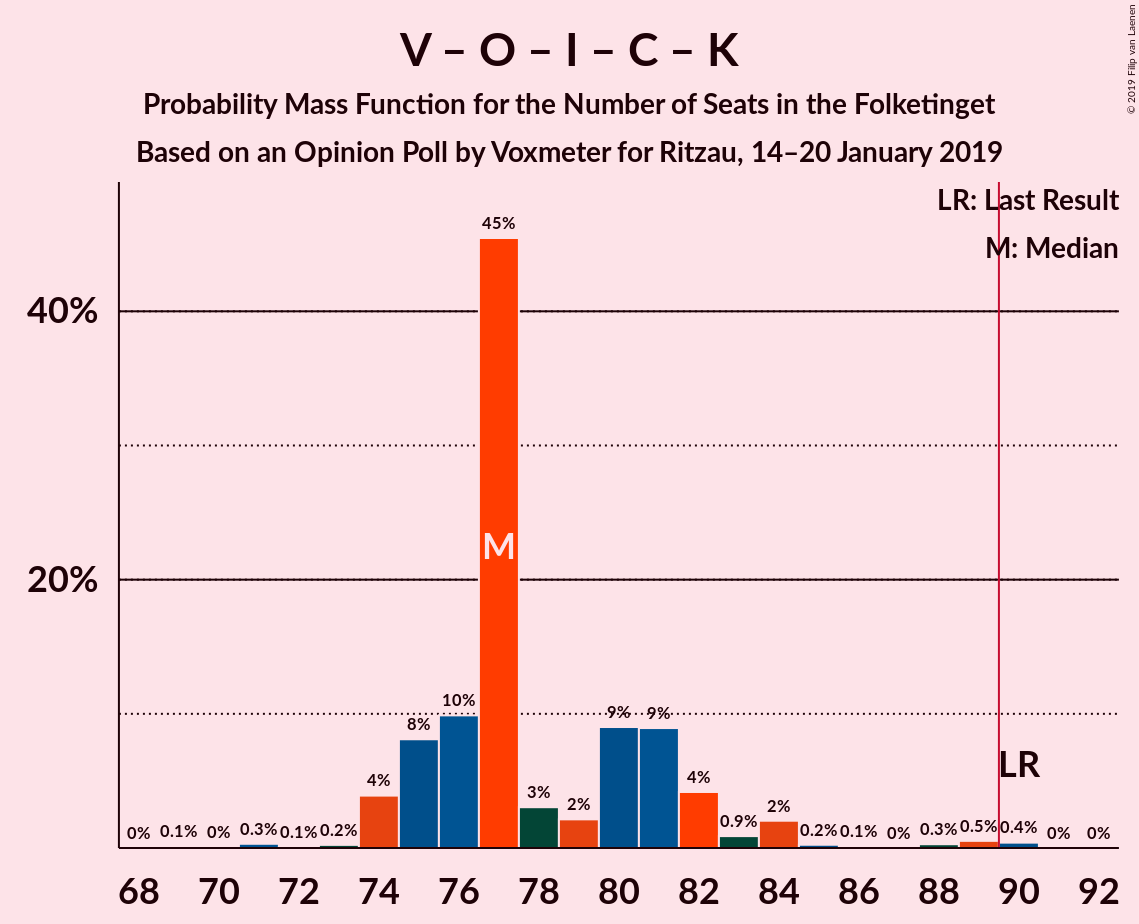 V – O – I – C – K
Probability Mass Function for the Number of Seats in the Folketinget
Based on an Opinion Poll by Voxmeter for Ritzau, 14–20 January 2019
© 2019 Filip van Laenen
LR: Last Result
M: Median
40%
20%
0% 0.1% 0% 0.3% 0.1% 0.2% 4% 8% 10% 45% 3% 2% 9% 9% 4% 0.9% 2% 0.2% 0.1% 0% 0.3% 0.5% 0.4% 0% 0%
M
LR
68 70 72 74 76 78 80 82 84 86 88 90 92